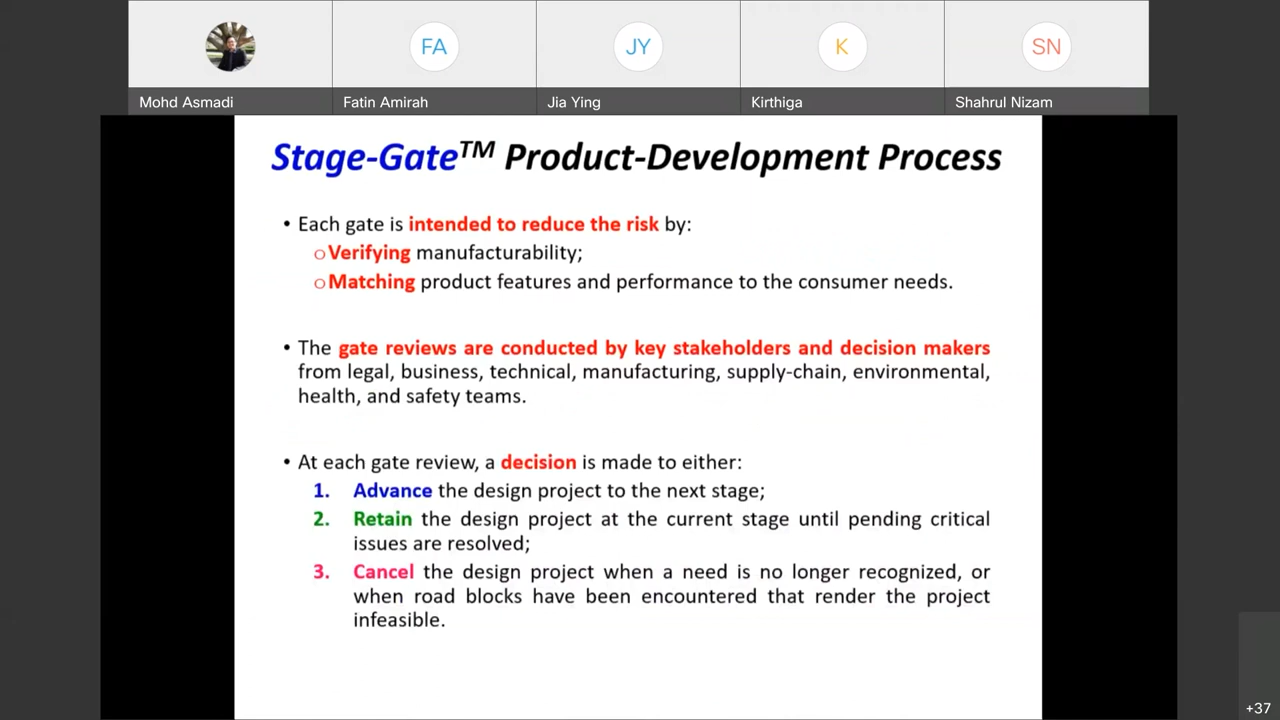 FA
JY
K
SN
Mohd Asmadi
Fatin Amirah
Jia Ying
Kirthiga
Shahrul Nizam
Stage-Gate™ Product-Development Process
• Each gate is intended to reduce the risk by:
o Verifying manufacturability;
o Matching product features and performance to the consumer needs.
• The gate reviews are conducted by key stakeholders and decision makers
from legal, business, technical, manufacturing, supply-chain, environmental,
health, and safety teams.
• At each gate review, a decision is made to either:
1. Advance the design project to the next stage;
2. Retain the design project at the current stage until pending critical
issues are resolved;
3. Cancel the design project when a need is no longer recognized, or
when road blocks have been encountered that render the project
infeasible.
+37